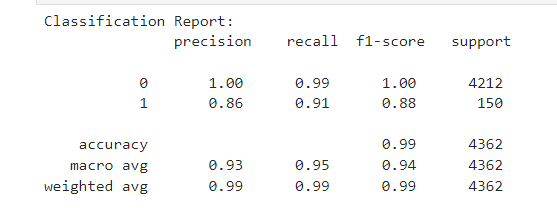 Classification Report:
precision recall f1-score support
0 1.00 0.99 1.00 4212
1 0.86 0.91 0.88 150
accuracy 0.99 4362
macro avg 0.93 0.95 0.94 4362
weighted avg 0.99 0.99 0.99 4362